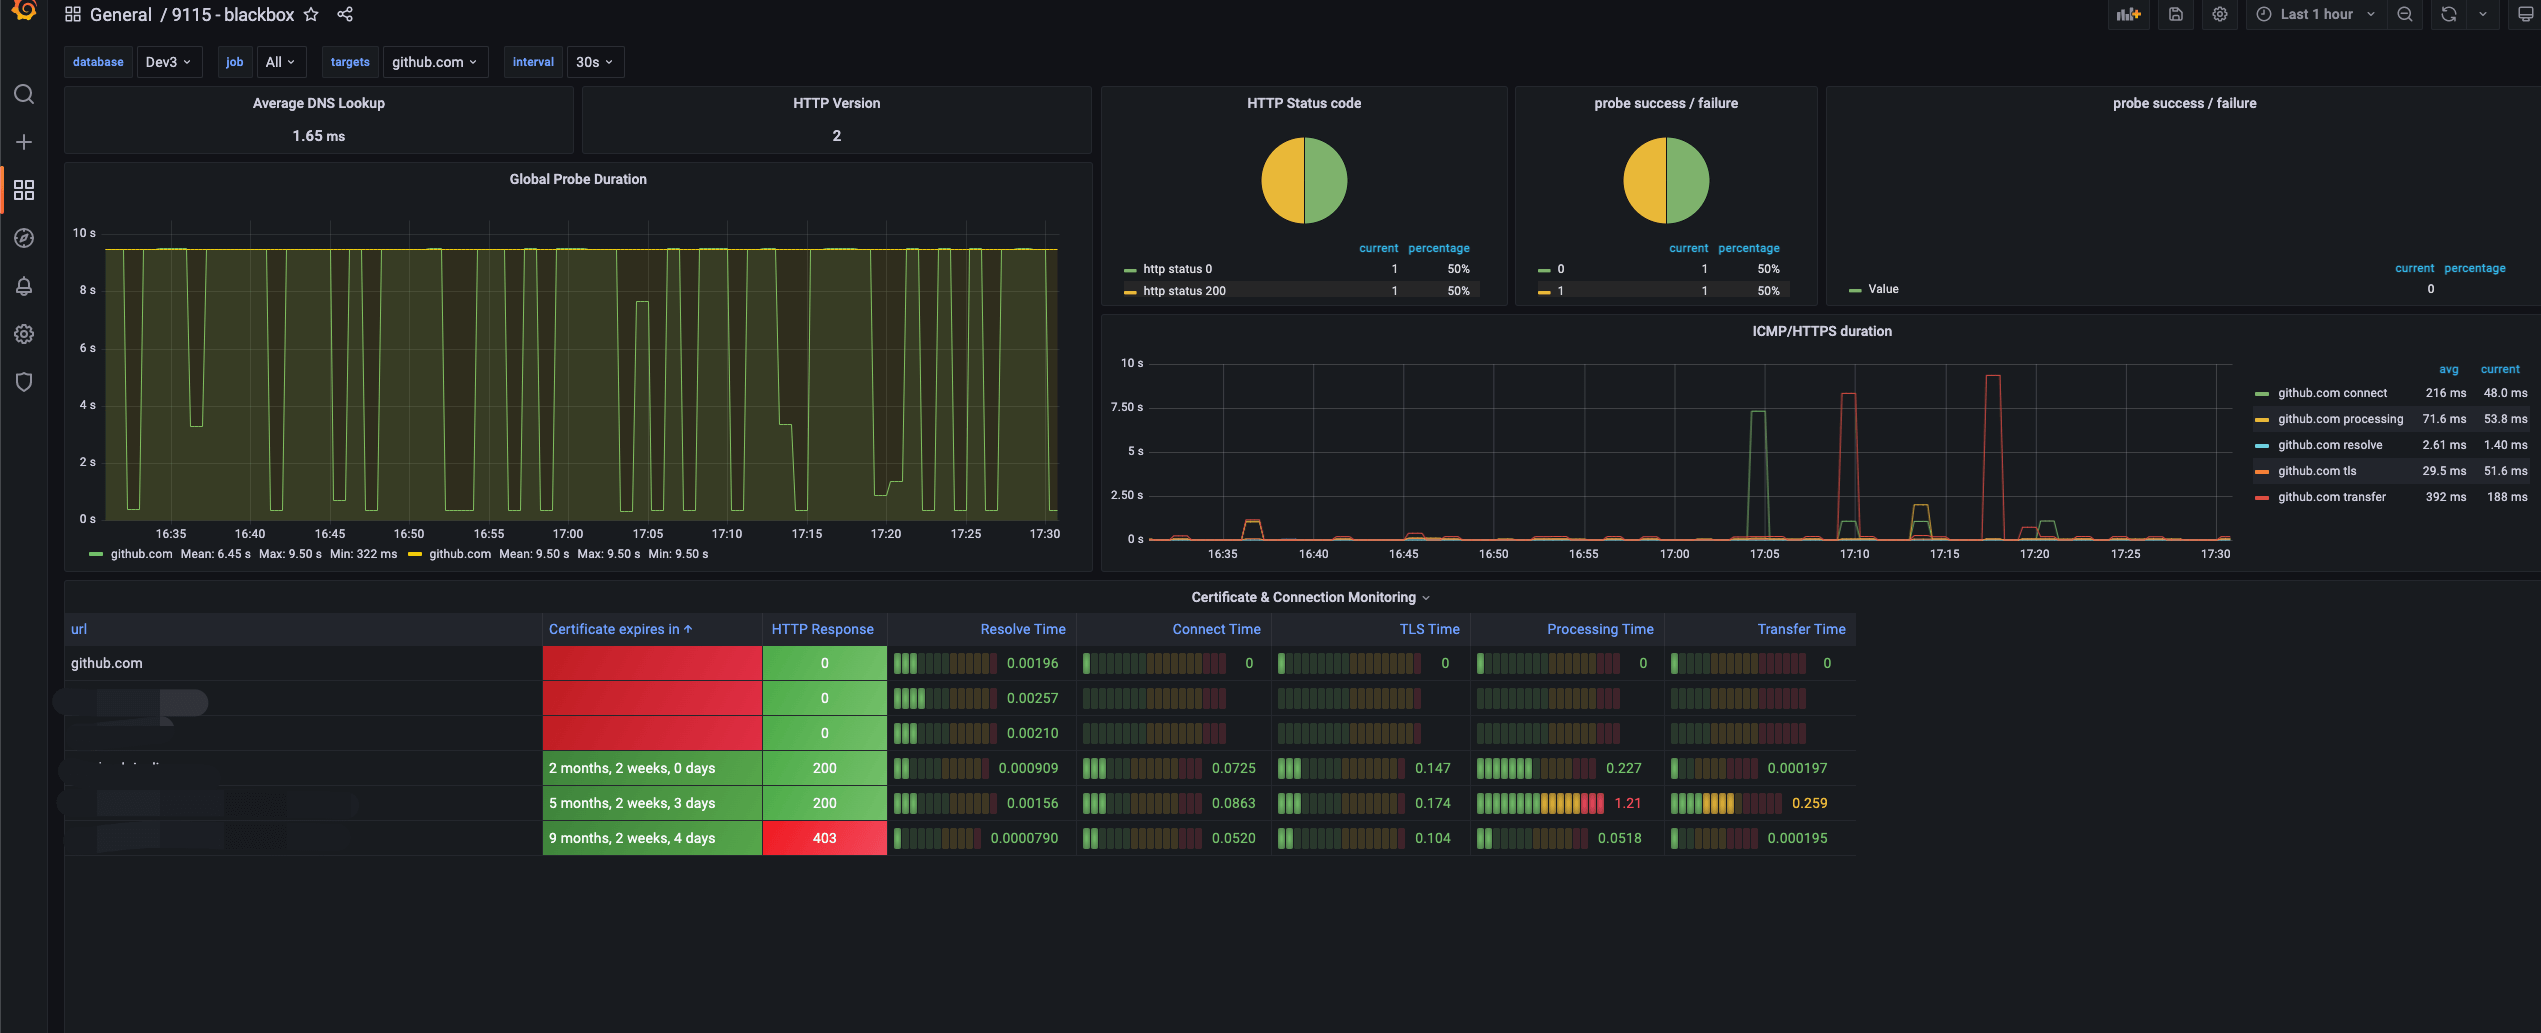 General / 9115 - blackbox Last 1 hour
database Dev3 job All targets github.com interval 30s
Average DNS Lookup
1.65 ms
HTTP Version
2
HTTP Status code
current percentage
http status 0 1 50%
http status 200 1 50%
probe success / failure
current percentage
0 1 50%
1 1 50%
probe success / failure
current percentage
Value 0
Global Probe Duration
10 s
8 s
6 s
4 s
2 s
0 s
16:35 16:40 16:45 16:50 16:55 17:00 17:05 17:10 17:15 17:20 17:25 17:30
github.com Mean: 6.45 s Max: 9.50 s Min: 322 ms github.com Mean: 9.50 s Max: 9.50 s Min: 9.50 s
ICMP/HTTPS duration
10 s
7.50 s
5 s
2.50 s
0 s
16:35 16:40 16:45 16:50 16:55 17:00 17:05 17:10 17:15 17:20 17:25 17:30
avg current
github.com connect 216 ms 48.0 ms
github.com processing 71.6 ms 53.8 ms
github.com resolve 2.61 ms 1.40 ms
github.com tls 29.5 ms 51.6 ms
github.com transfer 392 ms 188 ms
Certificate & Connection Monitoring
url Certificate expires in HTTP Response Resolve Time Connect Time TLS Time Processing Time Transfer Time
github.com 0 0.00196 0 0 0 0
0 0.00257
0 0.00210
2 months, 2 weeks, 0 days 200 0.000909 0.0725 0.147 0.227 0.000197
5 months, 2 weeks, 3 days 200 0.00156 0.0863 0.174 1.21 0.259
9 months, 2 weeks, 4 days 403 0.0000790 0.0520 0.104 0.0518 0.000195